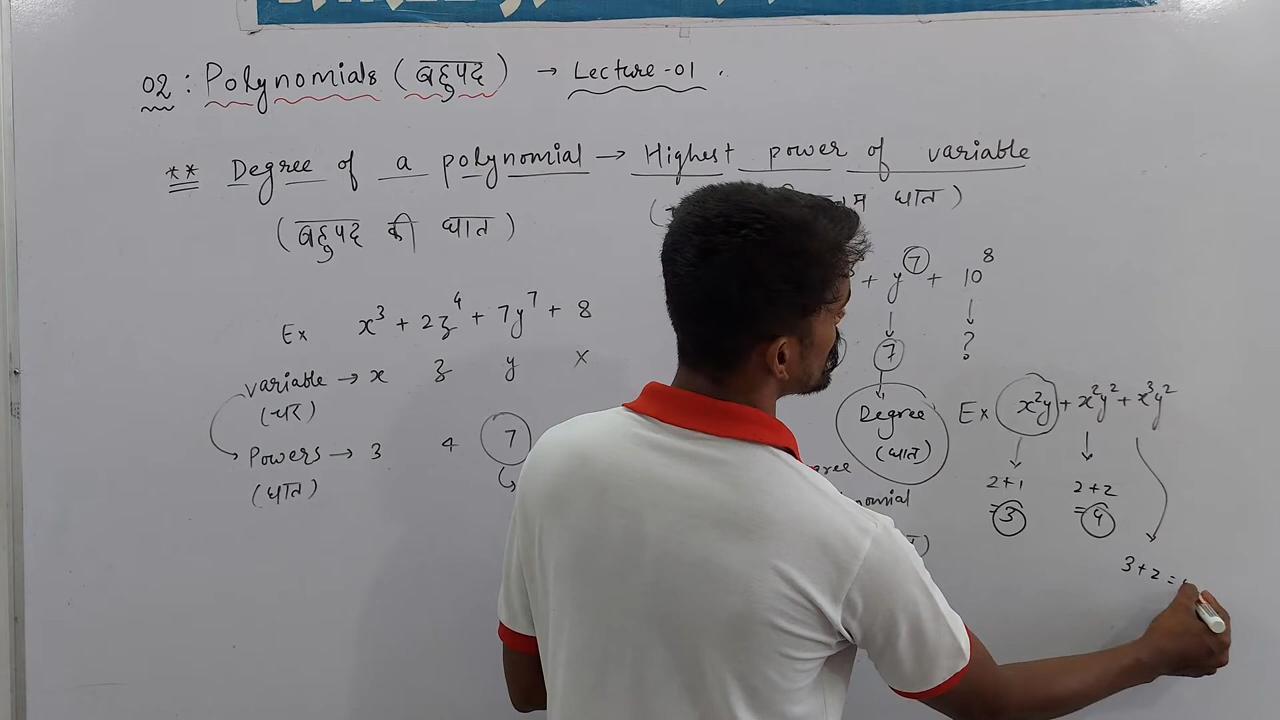 02 : Polynomials (बहुपद) → Lecture-01 .
** Degree of a polynomial → Highest power of variable
(बहुपद की घात)
घात)
Ex x³ + 2z⁴ + 7y⁷ + 8
+ y⁷ + 10⁸
variable → x z y ×
7 ?
(चर)
Degree
(घात)
Ex x²y + x²y² + x³y²
Powers → 3 4 7
(घात)
2+1 2+2
=3 =4
3+2 =